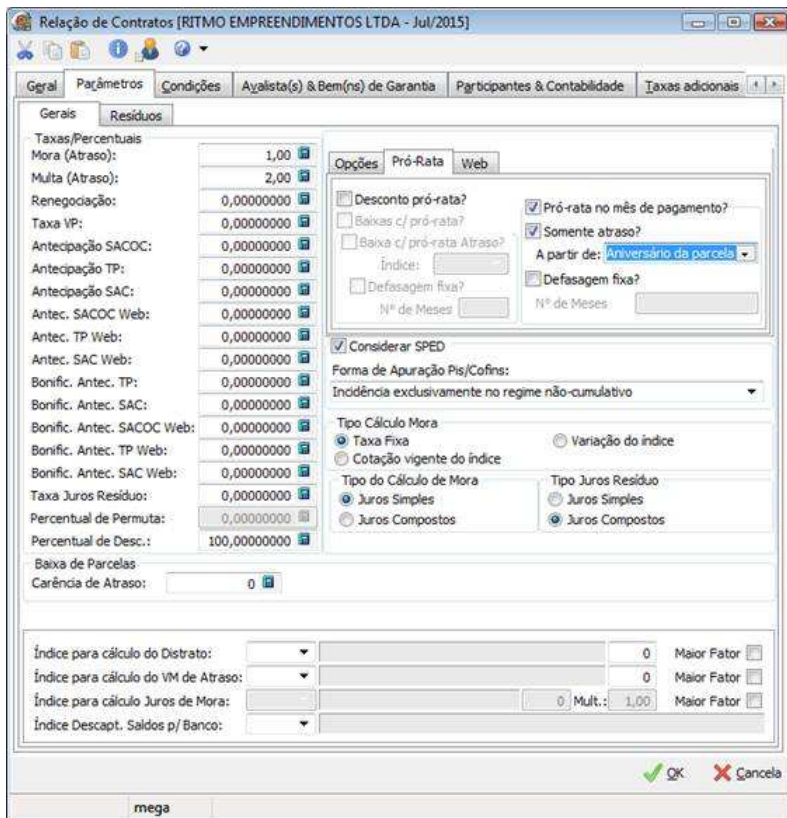 Relação de Contratos [RITMO EMPREENDIMENTOS LTDA - Jul/2015]
Geral Parâmetros Condições Avalista(s) & Bem(ns) de Garantia Participantes & Contabilidade Taxas adicionais
Gerais Resíduos
Taxas/Percentuais
Mora (Atraso): 1,00
Multa (Atraso): 2,00
Renegociação: 0,00000000
Taxa VP: 0,00000000
Antecipação SACOC: 0,00000000
Antecipação TP: 0,00000000
Antecipação SAC: 0,00000000
Antec. SACOC Web: 0,00000000
Antec. TP Web: 0,00000000
Antec. SAC Web: 0,00000000
Bonific. Antec. TP: 0,00000000
Bonific. Antec. SAC: 0,00000000
Bonific. Antec. SACOC Web: 0,00000000
Bonific. Antec. TP Web: 0,00000000
Bonific. Antec. SAC Web: 0,00000000
Taxa Juros Resíduo: 0,00000000
Percentual de Permuta: 0,00000000
Percentual de Desc.: 100,00000000
Opções Pró-Rata Web
Desconto pró-rata?
Baixas c/ pró-rata?
Baixa c/ pró-rata Atraso?
Índice:
Defasagem fixa?
Nº de Meses
Pró-rata no mês de pagamento?
Somente atraso?
A partir de: Aniversário da parcela
Defasagem fixa?
Nº de Meses
Considerar SPED
Forma de Apuração Pis/Cofins:
Incidência exclusivamente no regime não-cumulativo
Tipo Cálculo Mora
Taxa Fixa Variação do índice
Cotação vigente do índice
Tipo do Cálculo de Mora
Juros Simples
Juros Compostos
Tipo Juros Resíduo
Juros Simples
Juros Compostos
Baixa de Parcelas
Carência de Atraso: 0
Índice para cálculo do Distrato: 0 Maior Fator
Índice para cálculo do VM de Atraso: 0 Maior Fator
Índice para cálculo Juros de Mora: 0 Mult.: 1,00 Maior Fator
Índice Descapt. Saldos p/ Banco:
OK Cancela
mega